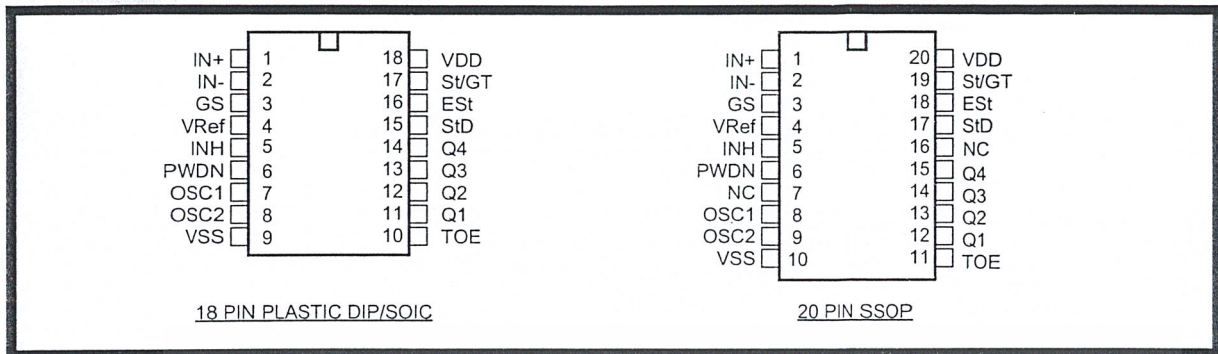 IN+ 1 18 VDD
IN- 2 17 St/GT
GS 3 16 ESt
VRef 4 15 StD
INH 5 14 Q4
PWDN 6 13 Q3
OSC1 7 12 Q2
OSC2 8 11 Q1
VSS 9 10 TOE
18 PIN PLASTIC DIP/SOIC
IN+ 1 20 VDD
IN- 2 19 St/GT
GS 3 18 ESt
VRef 4 17 StD
INH 5 16 NC
PWDN 6 15 Q4
NC 7 14 Q3
OSC1 8 13 Q2
OSC2 9 12 Q1
VSS 10 11 TOE
20 PIN SSOP